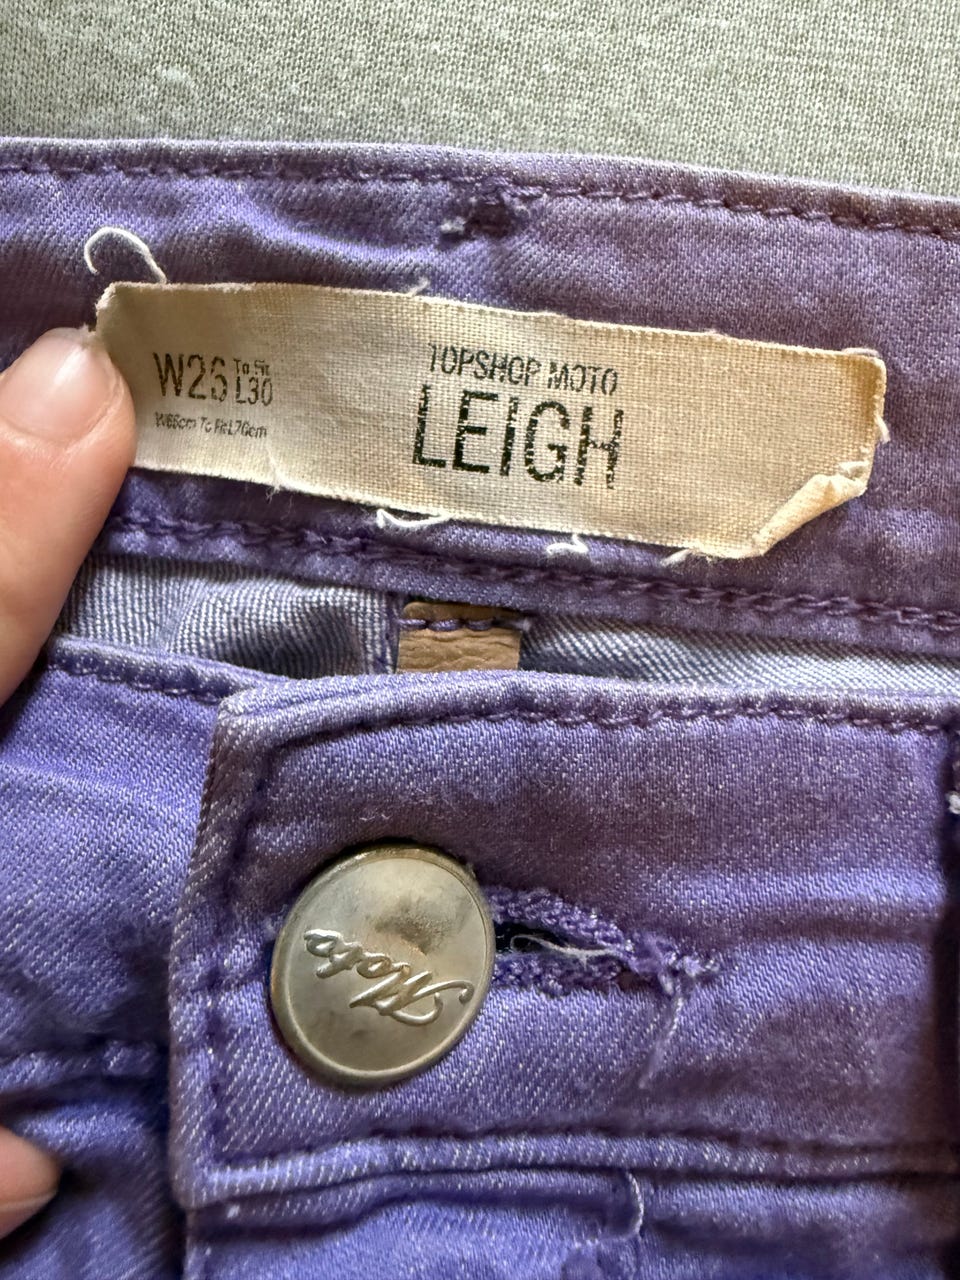 W26 To Fit L30
W66cm To Fit L76cm
TOPSHOP MOTO
LEIGH
Moto